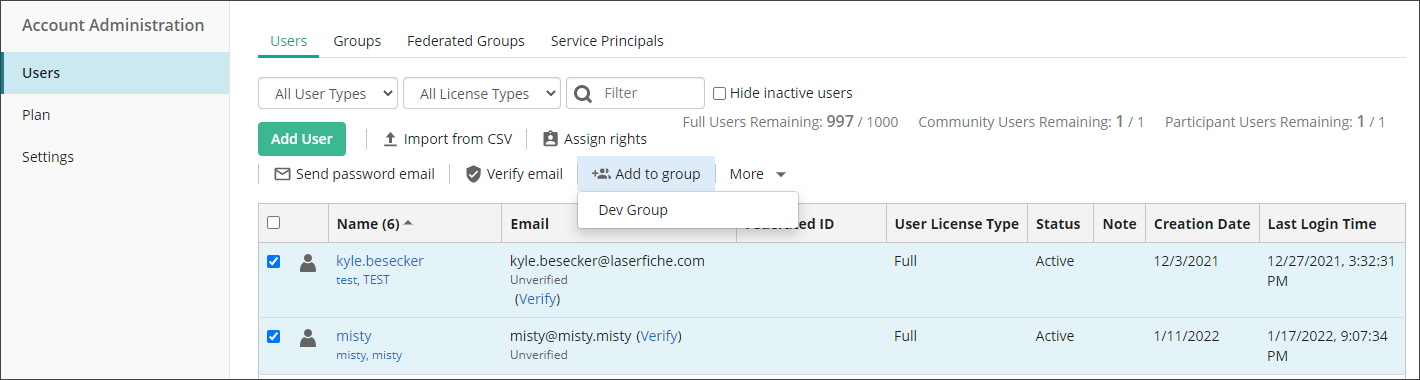 Account Administration
Users
Plan
Settings
Users Groups Federated Groups Service Principals
All User Types All License Types Filter Hide inactive users
Full Users Remaining: 997 / 1000 Community Users Remaining: 1 / 1 Participant Users Remaining: 1 / 1
Add User Import from CSV Assign rights
Send password email Verify email Add to group More
Dev Group
Name (6) Email Federated ID User License Type Status Note Creation Date Last Login Time
kyle.besecker kyle.besecker@laserfiche.com Full Active 12/3/2021 12/27/2021, 3:32:31
test, TEST Unverified PM
(Verify)
misty misty@misty.misty (Verify) Full Active 1/11/2022 1/17/2022, 9:07:34
misty, misty Unverified PM